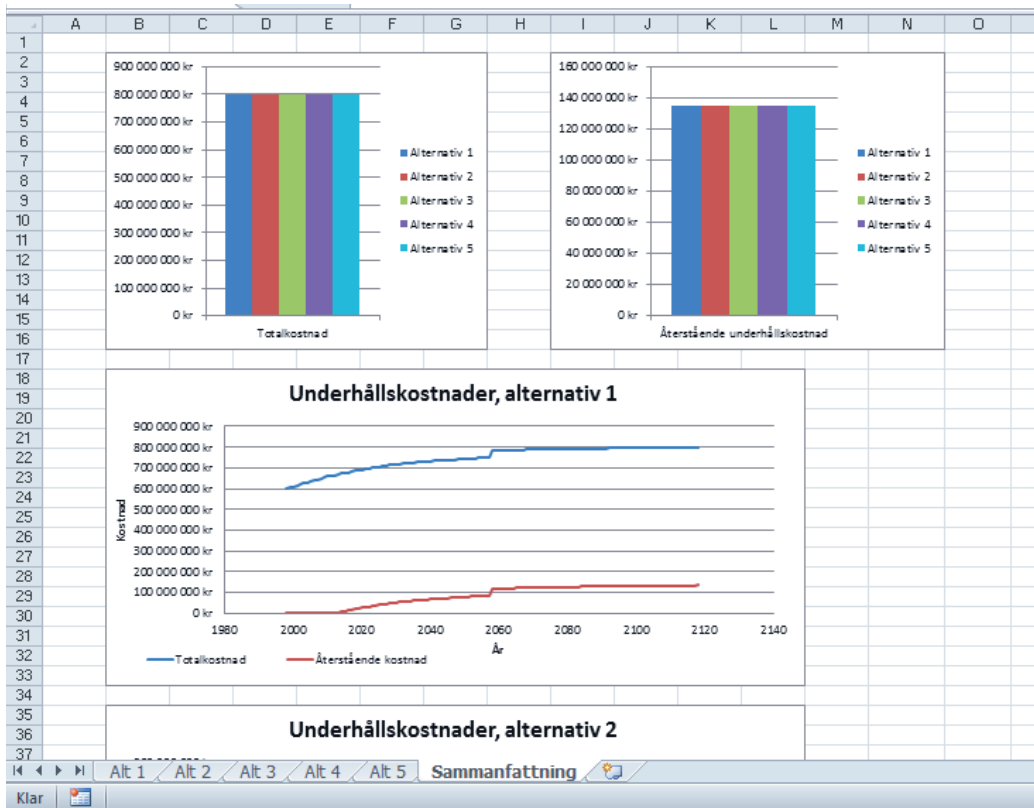 A B C D E F G H I J K L M N O
1
2
3
4
5
6
7
8
9
10
11
12
13
14
15
16
17
18
19
20
21
22
23
24
25
26
27
28
29
30
31
32
33
34
35
36
37
900 000 000 kr
800 000 000 kr
700 000 000 kr
600 000 000 kr
500 000 000 kr
400 000 000 kr
300 000 000 kr
200 000 000 kr
100 000 000 kr
0 kr
Totalkostnad
Alternativ 1
Alternativ 2
Alternativ 3
Alternativ 4
Alternativ 5
160 000 000 kr
140 000 000 kr
120 000 000 kr
100 000 000 kr
80 000 000 kr
60 000 000 kr
40 000 000 kr
20 000 000 kr
0 kr
Återstående underhållskostnad
Alternativ 1
Alternativ 2
Alternativ 3
Alternativ 4
Alternativ 5
Underhållskostnader, alternativ 1
Kostnad
900 000 000 kr
800 000 000 kr
700 000 000 kr
600 000 000 kr
500 000 000 kr
400 000 000 kr
300 000 000 kr
200 000 000 kr
100 000 000 kr
0 kr
1980 2000 2020 2040 2060 2080 2100 2120 2140
År
Totalkostnad Återstående kostnad
Underhållskostnader, alternativ 2
Alt 1 Alt 2 Alt 3 Alt 4 Alt 5 Sammanfattning
Klar